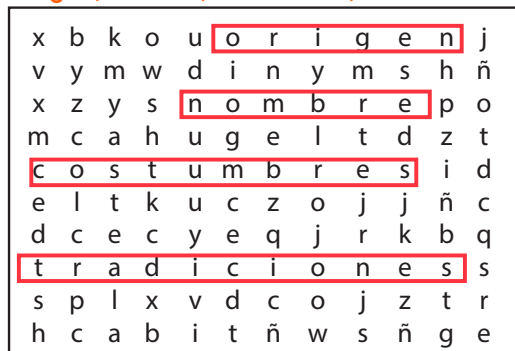 x b k o u o r i g e n j
v y m w d i n y m s h ñ
x z y s n o m b r e p o
m c a h u g e l t d z t
c o s t u m b r e s i d
e l t k u c z o j j ñ c
d c e c y e q j r k b q
t r a d i c i o n e s s
s p l x v d c o j z t r
h c a b i t ñ w s ñ g e